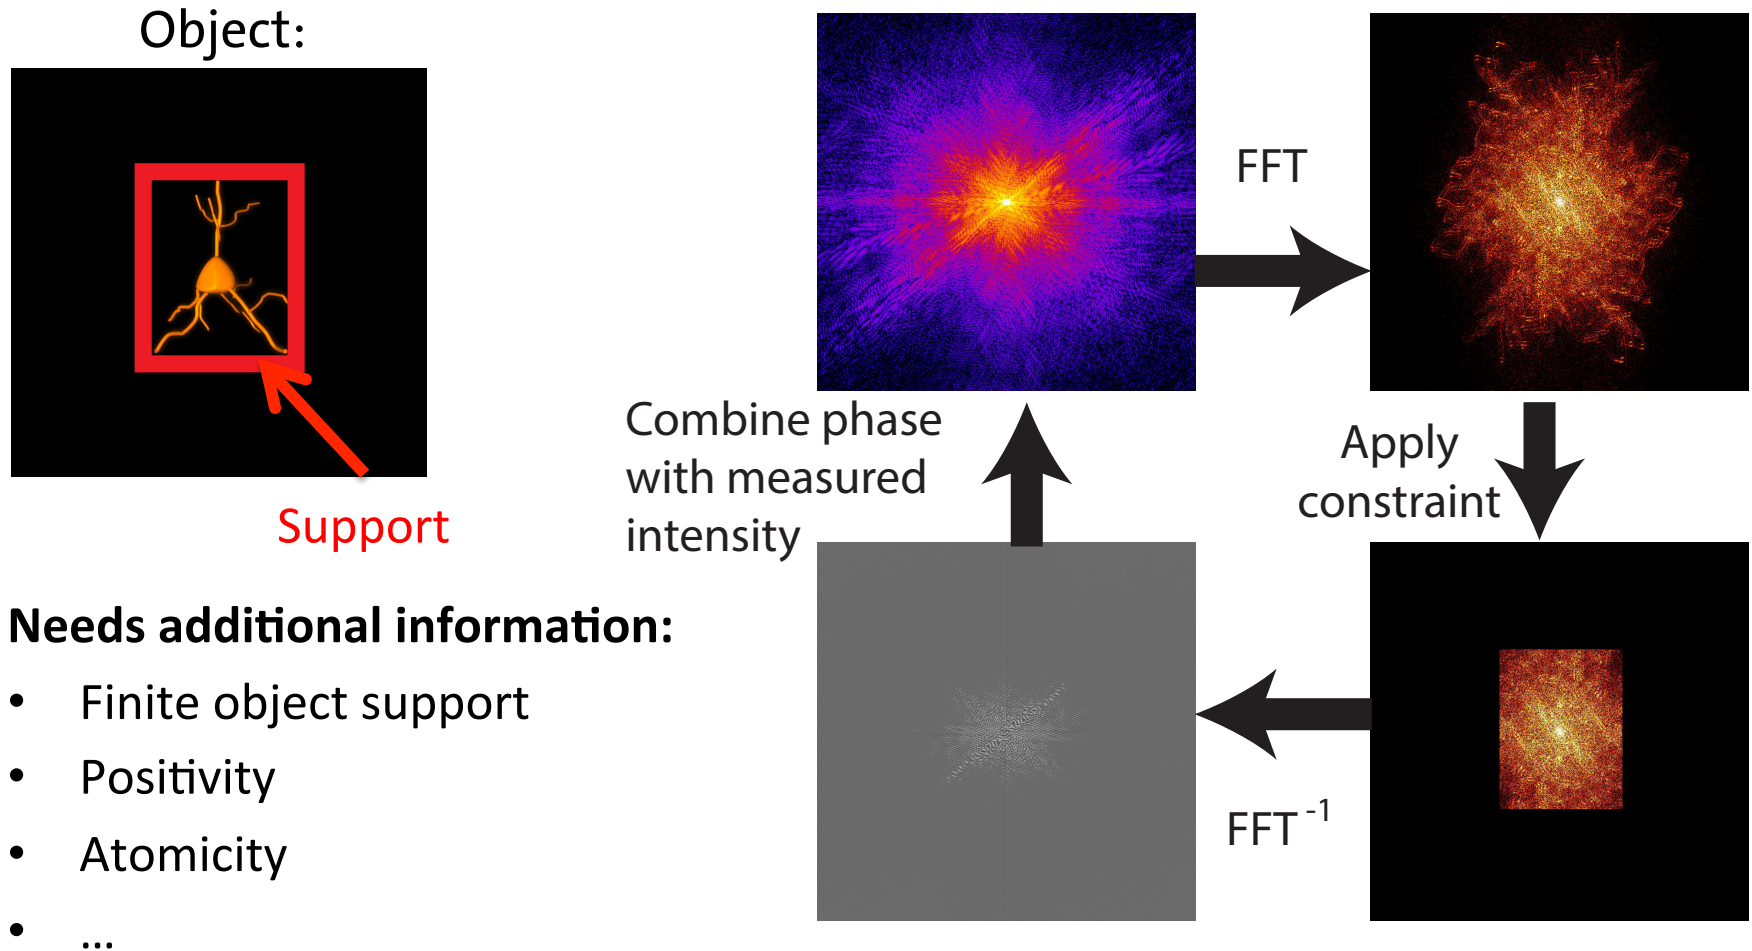 Object:
Support
Needs additional information:
• Finite object support
• Positivity
• Atomicity
• ...
FFT
Apply
constraint
FFT -1
Combine phase
with measured
intensity